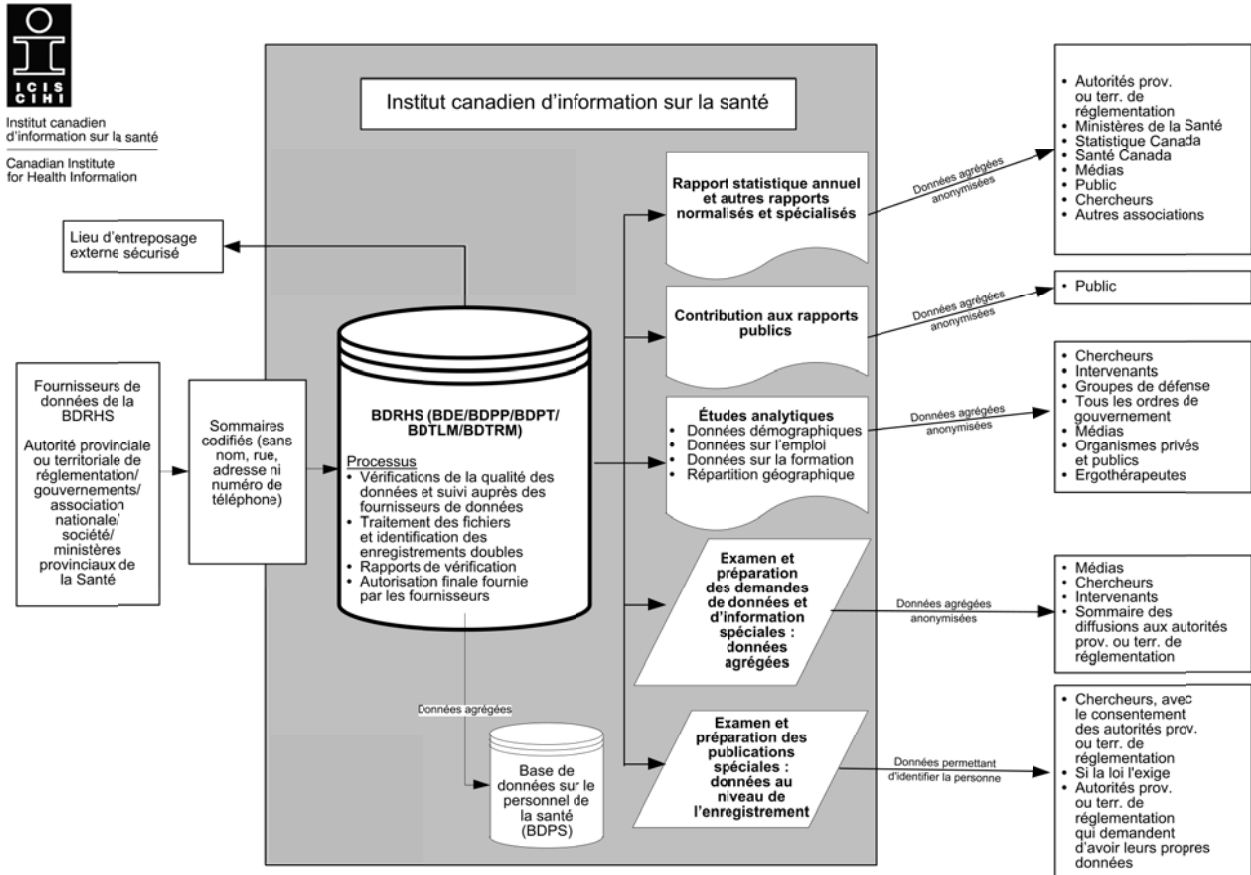 ICIS
CIHI
Institut canadien
d'information sur la santé
Canadian Institute
for Health Information
Institut canadien d'information sur la santé
Lieu d'entreposage
externe sécurisé
Fournisseurs de
données de la
BDRHS
Autorité provinciale
ou territoriale de
réglementation/
gouvernements/
association
nationale/
société/
ministères
provinciaux de
la Santé
Sommaires
codifiés (sans
nom, rue,
adresse ni
numéro de
téléphone)
BDRHS (BDE/BDPP/BDPT/
BDTLM/BDTRM)
Processus
• Vérifications de la qualité des
données et suivi auprès des
fournisseurs de données
• Traitement des fichiers
et identification des
enregistrements doubles
• Rapports de vérification
• Autorisation finale fournie
par les fournisseurs
Données agrégées
Base de
données sur le
personnel de
la santé
(BDPS)
Rapport statistique annuel
et autres rapports
normalisés et spécialisés
Données agrégées
anonymisées
• Autorités prov.
ou terr. de
réglementation
• Ministères de la Santé
• Statistique Canada
• Santé Canada
• Médias
• Public
• Chercheurs
• Autres associations
Contribution aux rapports
publics
Données agrégées
anonymisées
• Public
Études analytiques
• Données démographiques
• Données sur l'emploi
• Données sur la formation
• Répartition géographique
Données agrégées
anonymisées
• Chercheurs
• Intervenants
• Groupes de défense
• Tous les ordres de
gouvernement
• Médias
• Organismes privés
et publics
• Ergothérapeutes
Examen et
préparation
des demandes
de données et
d'information
spéciales :
données
agrégées
Données agrégées
anonymisées
• Médias
• Chercheurs
• Intervenants
• Sommaire des
diffusions aux autorités
prov. ou terr. de
réglementation
Examen et
préparation des
publications
spéciales :
données au
niveau de
l'enregistrement
Données permettant
d'identifier la personne
• Chercheurs, avec
le consentement
des autorités prov.
ou terr. de
réglementation
• Si la loi l'exige
• Autorités prov.
ou terr. de
réglementation
qui demandent
d'avoir leurs propres
données